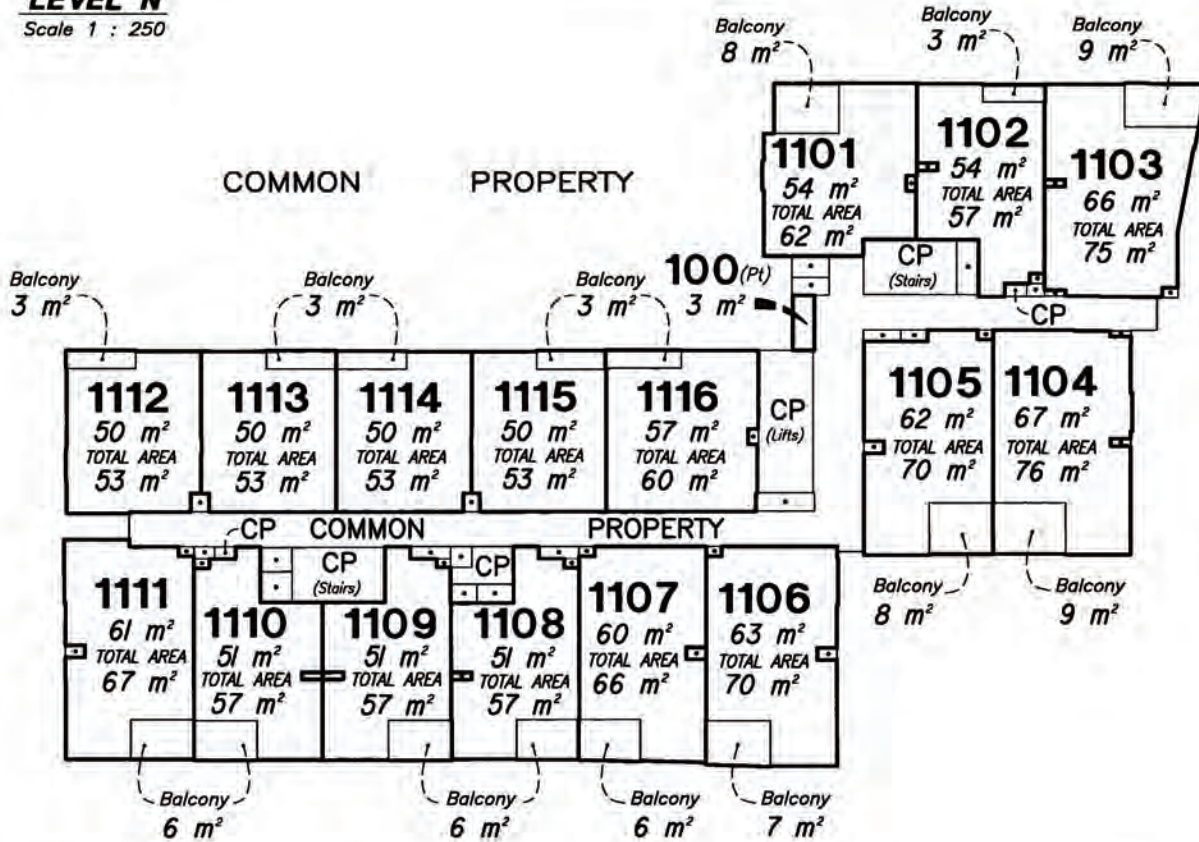 LEVEL N
Scale 1 : 250
Balcony
8 m²
Balcony
3 m²
Balcony
9 m²
COMMON PROPERTY
1101
54 m²
TOTAL AREA
62 m²
1102
54 m²
TOTAL AREA
57 m²
1103
66 m²
TOTAL AREA
75 m²
CP
(Stairs)
CP
100(Pt)
3 m²
Balcony
3 m²
Balcony
3 m²
Balcony
3 m²
1112
50 m²
TOTAL AREA
53 m²
1113
50 m²
TOTAL AREA
53 m²
1114
50 m²
TOTAL AREA
53 m²
1115
50 m²
TOTAL AREA
53 m²
1116
57 m²
TOTAL AREA
60 m²
CP
(Lifts)
1105
62 m²
TOTAL AREA
70 m²
1104
67 m²
TOTAL AREA
76 m²
Balcony
8 m²
Balcony
9 m²
CP COMMON PROPERTY
CP
(Stairs)
CP
1111
61 m²
TOTAL AREA
67 m²
1110
51 m²
TOTAL AREA
57 m²
1109
51 m²
TOTAL AREA
57 m²
1108
51 m²
TOTAL AREA
57 m²
1107
60 m²
TOTAL AREA
66 m²
1106
63 m²
TOTAL AREA
70 m²
Balcony
6 m²
Balcony
6 m²
Balcony
6 m²
Balcony
7 m²